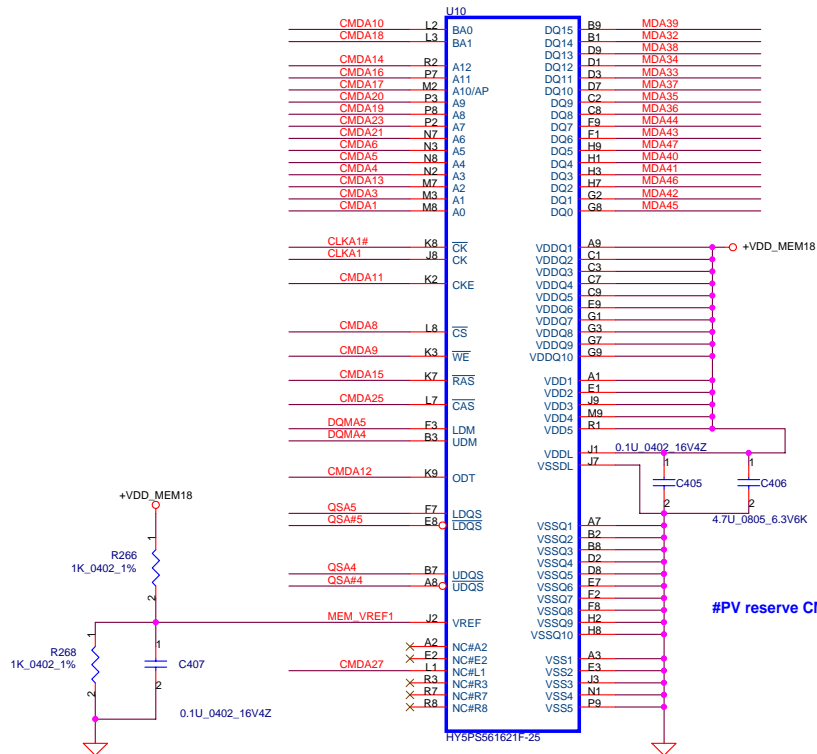 U10
CMDA10 L2 BA0 DQ15 B9 MDA39
CMDA18 L3 BA1 DQ14 B1 MDA32
DQ13 D9 MDA38
CMDA14 R2 A12 DQ12 D1 MDA34
CMDA16 P7 A11 DQ11 D3 MDA33
CMDA17 M2 A10/AP DQ10 D7 MDA37
CMDA20 P3 A9 DQ9 C2 MDA35
CMDA19 P8 A8 DQ8 C8 MDA36
CMDA23 P2 A7 DQ7 F9 MDA44
CMDA21 N7 A6 DQ6 F1 MDA43
CMDA6 N3 A5 DQ5 H9 MDA47
CMDA5 N8 A4 DQ4 H1 MDA40
CMDA4 N2 A3 DQ3 H3 MDA41
CMDA13 M7 A2 DQ2 H7 MDA46
CMDA3 M3 A1 DQ1 G2 MDA42
CMDA1 M8 A0 DQ0 G8 MDA45
CLKA1# K8 CK VDDQ1 A9 +VDD_MEM18
CLKA1 J8 CK VDDQ2 C1
VDDQ3 C3
CMDA11 K2 CKE VDDQ4 C7
VDDQ5 C9
VDDQ6 E9
VDDQ7 G1
CMDA8 L8 CS VDDQ8 G3
VDDQ9 G7
CMDA9 K3 WE VDDQ10 G9
CMDA15 K7 RAS VDD1 A1
VDD2 E1
CMDA25 L7 CAS VDD3 J9
VDD4 M9
DQMA5 F3 LDM VDD5 R1
DQMA4 B3 UDM
VDDL J1 0.1U_0402_16V4Z
VSSDL J7
CMDA12 K9 ODT
1 C405 2
1 C406 2
4.7U_0805_6.3V6K
+VDD_MEM18
QSA5 F7 LDQS
QSA#5 E8 LDQS VSSQ1 A7
VSSQ2 B2
VSSQ3 B8
VSSQ4 D2
QSA4 B7 UDQS VSSQ5 D8
QSA#4 A8 UDQS VSSQ6 E7
VSSQ7 F2
VSSQ8 F8
MEM_VREF1 J2 VREF VSSQ9 H2
VSSQ10 H8
#PV reserve
1
R266
1K_0402_1%
2
A2 NC#A2
E2 NC#E2 VSS1 A3
CMDA27 L1 NC#L1 VSS2 E3
R3 NC#R3 VSS3 J3
R7 NC#R7 VSS4 N1
R8 NC#R8 VSS5 P9
1
R268
1K_0402_1%
2
1
C407
2
0.1U_0402_16V4Z
HY5PS561621F-25